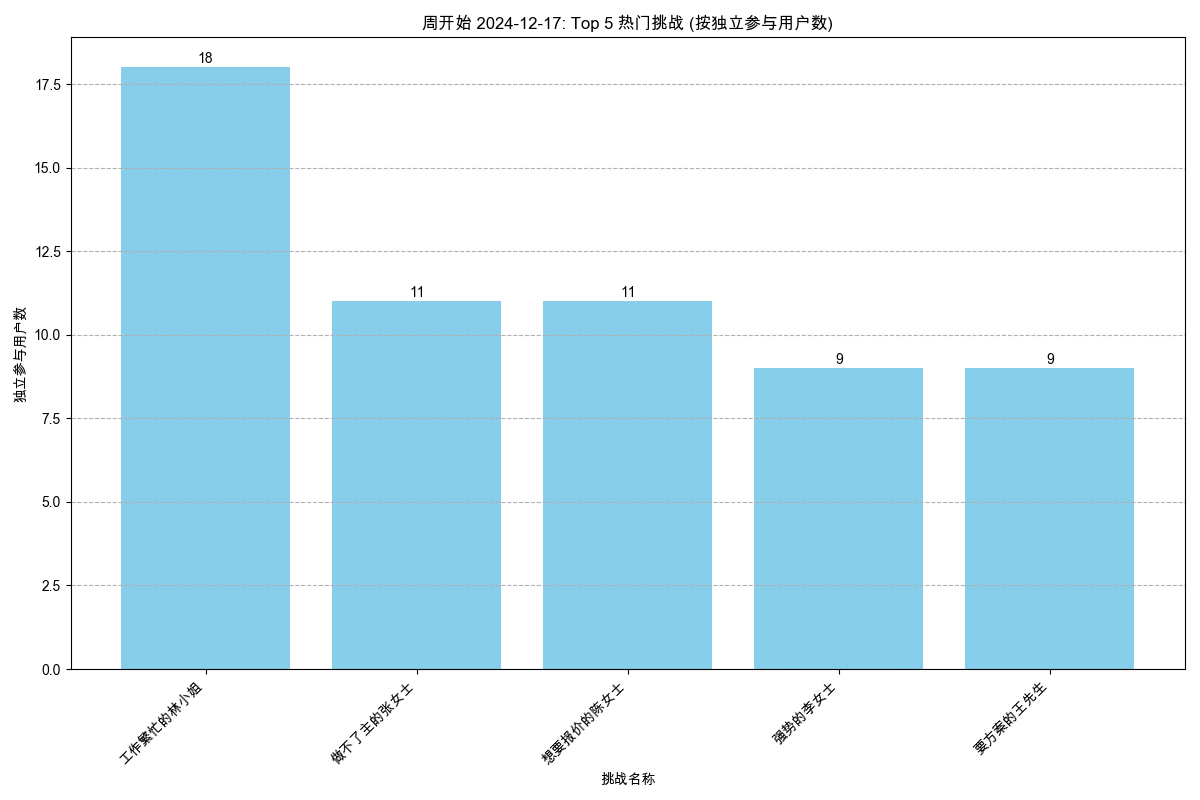 周开始 2024-12-17: Top 5 热门挑战 (按独立参与用户数)
独立参与用户数
17.5
15.0
12.5
10.0
7.5
5.0
2.5
0.0
18
11
11
9
9
工作繁忙的林小姐
做不了主的张女士
想要报价的陈女士
强势的李女士
要方案的王先生
挑战名称